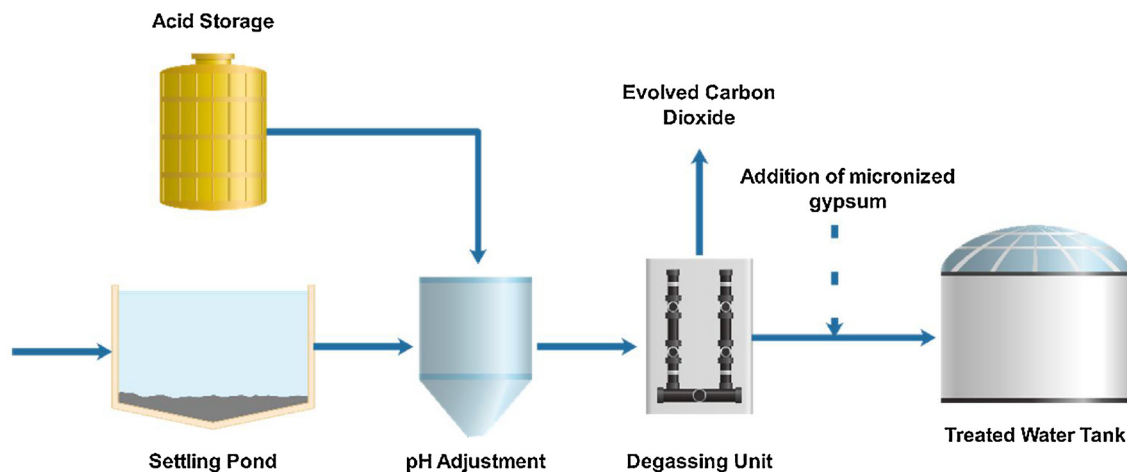 Acid Storage
Evolved Carbon
Dioxide
Addition of micronized
gypsum
Settling Pond
pH Adjustment
Degassing Unit
Treated Water Tank